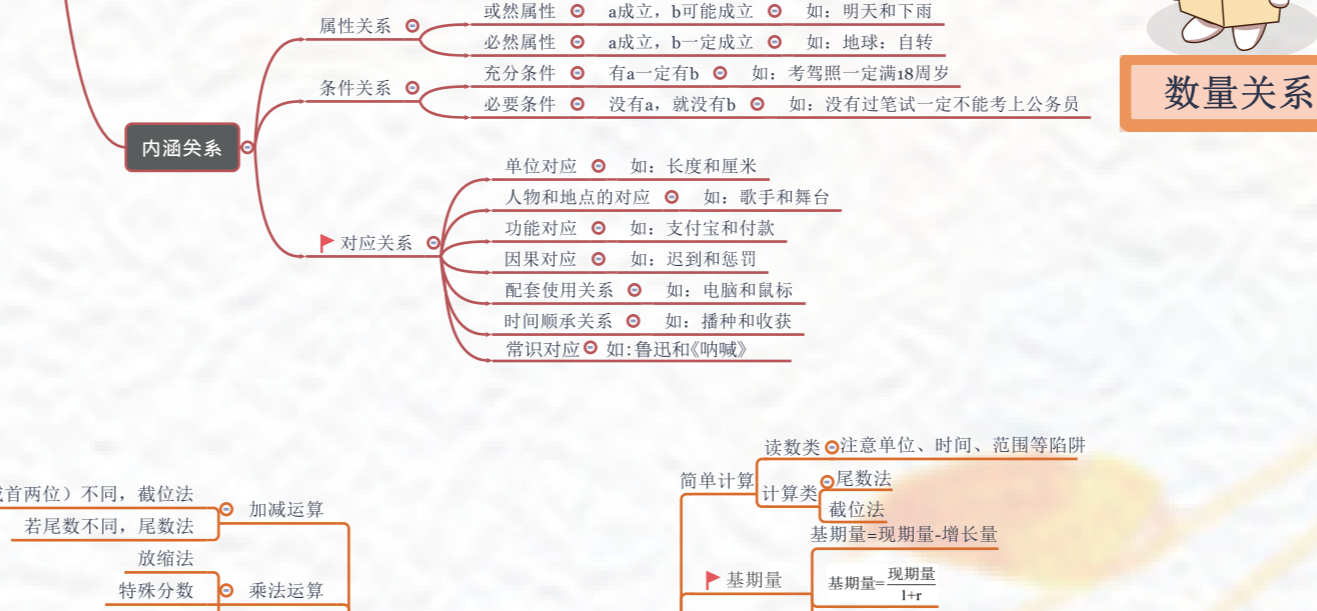 属性关系
或然属性 a成立，b可能成立 如：明天和下雨
必然属性 a成立，b一定成立 如：地球：自转
条件关系
充分条件 有a一定有b 如：考驾照一定满18周岁
必要条件 没有a，就没有b 如：没有过笔试一定不能考上公务员
数量关系
内涵关系
对应关系
单位对应 如：长度和厘米
人物和地点的对应 如：歌手和舞台
功能对应 如：支付宝和付款
因果对应 如：迟到和惩罚
配套使用关系 如：电脑和鼠标
时间顺承关系 如：播种和收获
常识对应 如:鲁迅和《呐喊》
首两位）不同，截位法
若尾数不同，尾数法
加减运算
放缩法
特殊分数
乘法运算
简单计算
读数类 注意单位、时间、范围等陷阱
计算类
尾数法
截位法
基期量
基期量=现期量-增长量
基期量=现期量/1+r